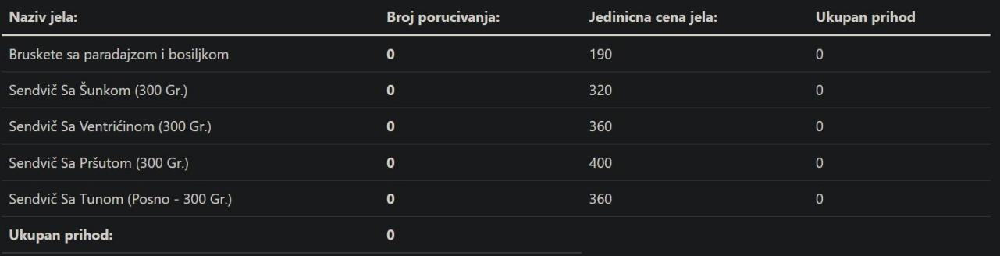 Naziv jela: Broj porucivanja: Jedinicna cena jela: Ukupan prihod
Bruskete sa paradajzom i bosiljkom 0 190 0
Sendvič Sa Šunkom (300 Gr.) 0 320 0
Sendvič Sa Ventrićinom (300 Gr.) 0 360 0
Sendvič Sa Pršutom (300 Gr.) 0 400 0
Sendvič Sa Tunom (Posno - 300 Gr.) 0 360 0
Ukupan prihod: 0